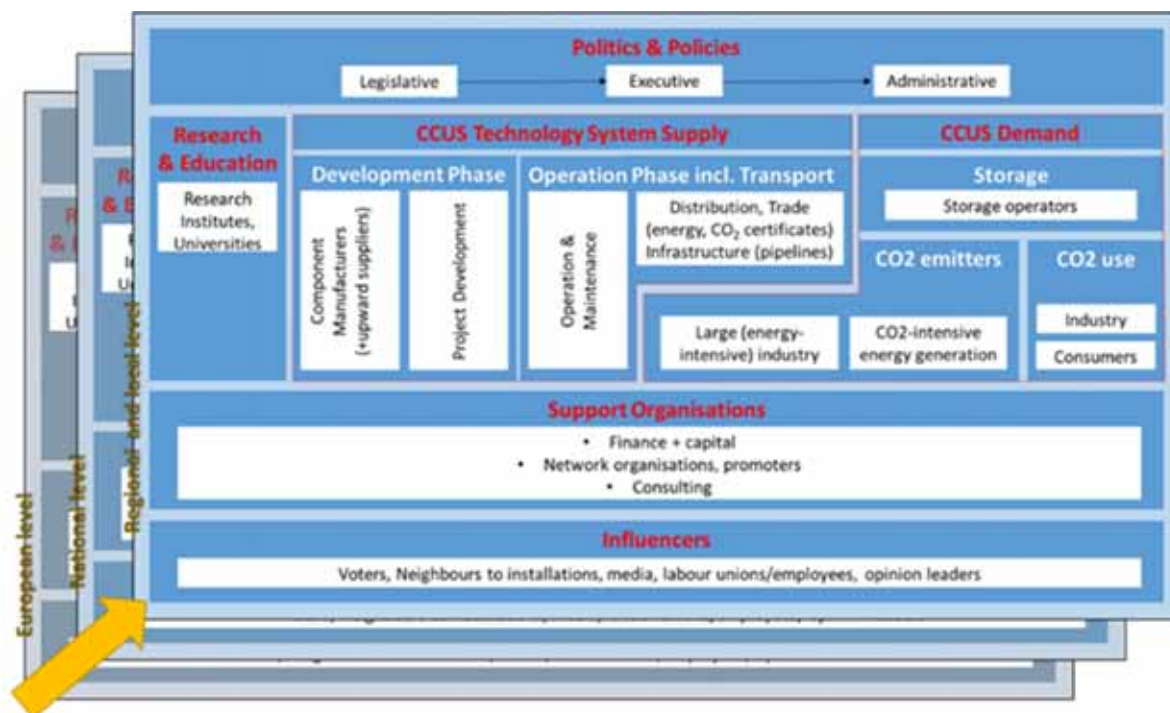 Politics & Policies
Legislative
Executive
Administrative
Research
& Education
Research
Institutes,
Universities
CCUS Technology System Supply
Development Phase
Component
Manufacturers
(+upward suppliers)
Project Development
Operation Phase incl. Transport
Operation &
Maintenance
Distribution, Trade
(energy, CO₂ certificates)
Infrastructure (pipelines)
CCUS Demand
Storage
Storage operators
CO2 emitters
Large (energy-
intensive) industry
CO2-intensive
energy generation
CO2 use
Industry
Consumers
Support Organisations
• Finance + capital
• Network organisations, promoters
• Consulting
Influencers
Voters, Neighbours to installations, media, labour unions/employees, opinion leaders
Regional and local level
National level
European level